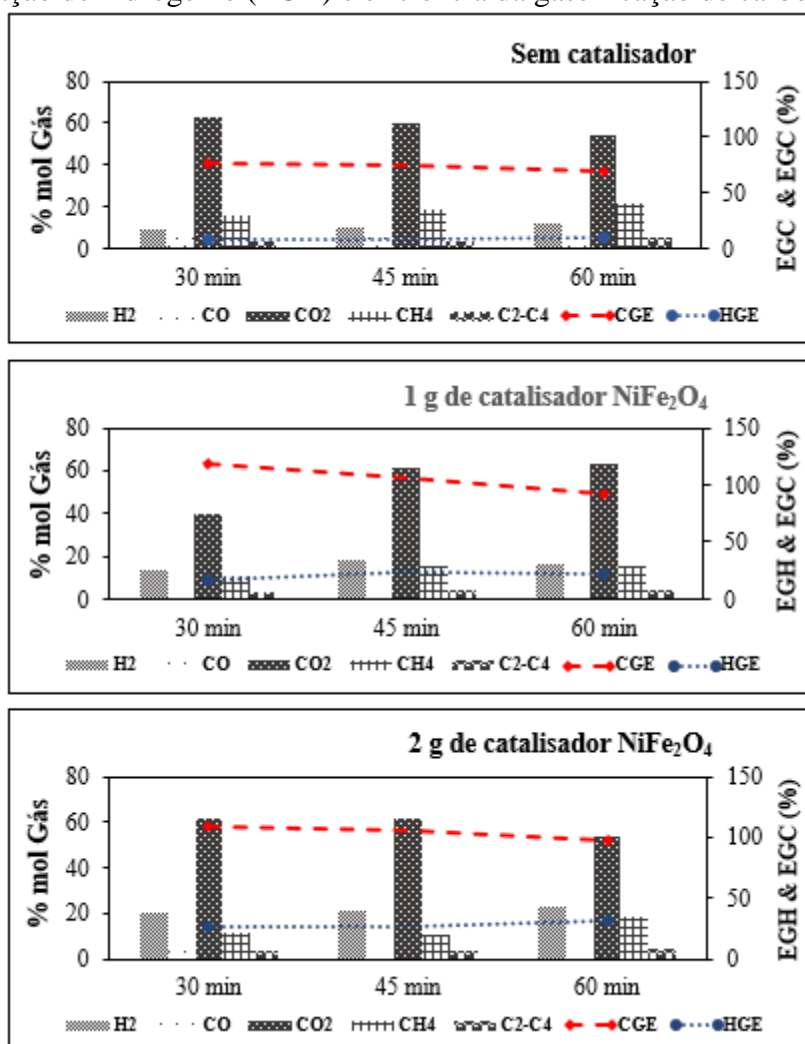 de hidrogênio
Sem catalisador
80
60
40
20
0
% mol Gás
150
100
50
0
EGC & EGC (%)
30 min 45 min 60 min
H2 CO CO2 CH4 C2-C4 CGE HGE
1 g de catalisador NiFe₂O₄
80
60
40
20
0
% mol Gás
150
100
50
0
EGH & EGC (%)
30 min 45 min 60 min
H2 CO CO2 CH4 C2-C4 CGE HGE
2 g de catalisador NiFe₂O₄
80
60
40
20
0
% mol Gás
150
100
50
0
EGH & EGC (%)
30 min 45 min 60 min
H2 CO CO2 CH4 C2-C4 CGE HGE